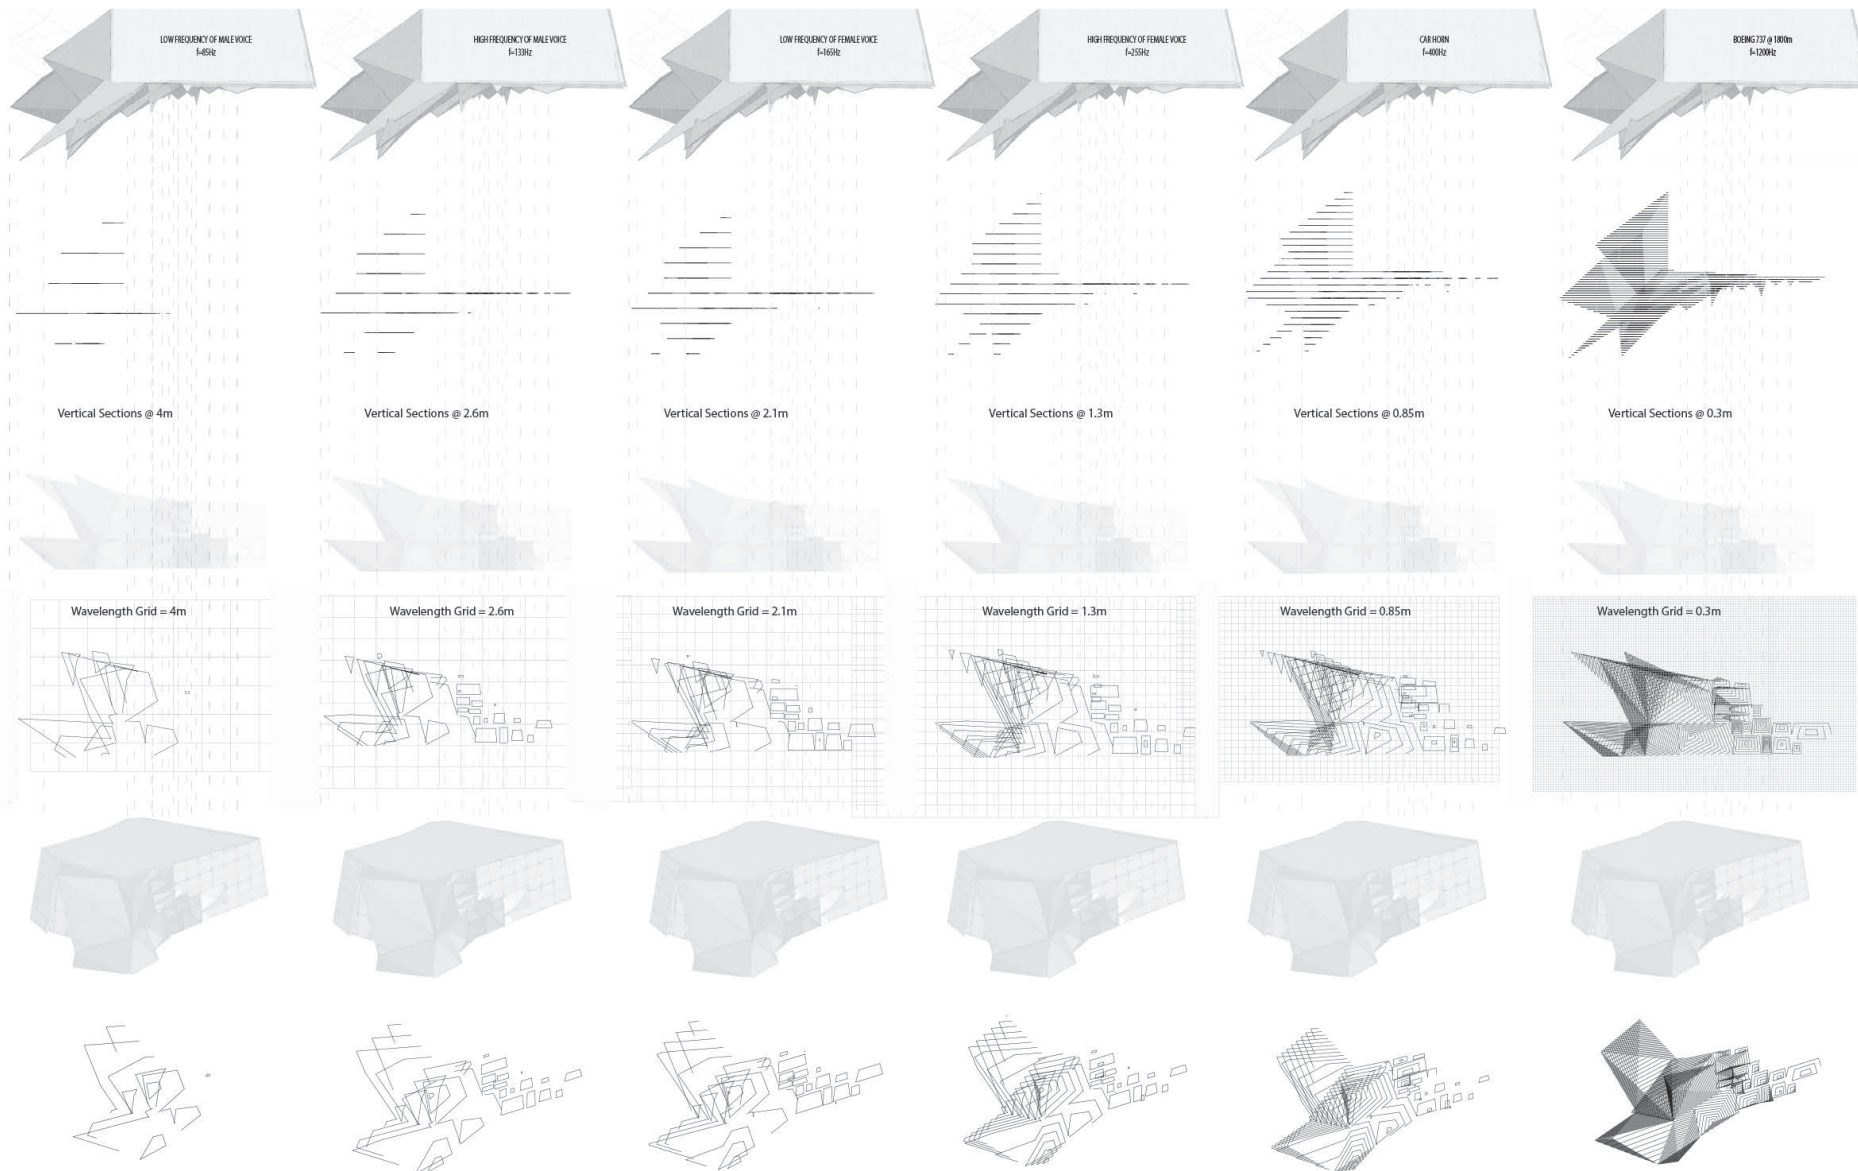 LOW FREQUENCY OF MALE VOICE
f=85Hz
HIGH FREQUENCY OF MALE VOICE
f=133Hz
LOW FREQUENCY OF FEMALE VOICE
f=165Hz
HIGH FREQUENCY OF FEMALE VOICE
f=255Hz
CAR HORN
f=400Hz
BOEING 737 @ 1800m
f=1200Hz
Vertical Sections @ 4m
Vertical Sections @ 2.6m
Vertical Sections @ 2.1m
Vertical Sections @ 1.3m
Vertical Sections @ 0.85m
Vertical Sections @ 0.3m
Wavelength Grid = 4m
Wavelength Grid = 2.6m
Wavelength Grid = 2.1m
Wavelength Grid = 1.3m
Wavelength Grid = 0.85m
Wavelength Grid = 0.3m